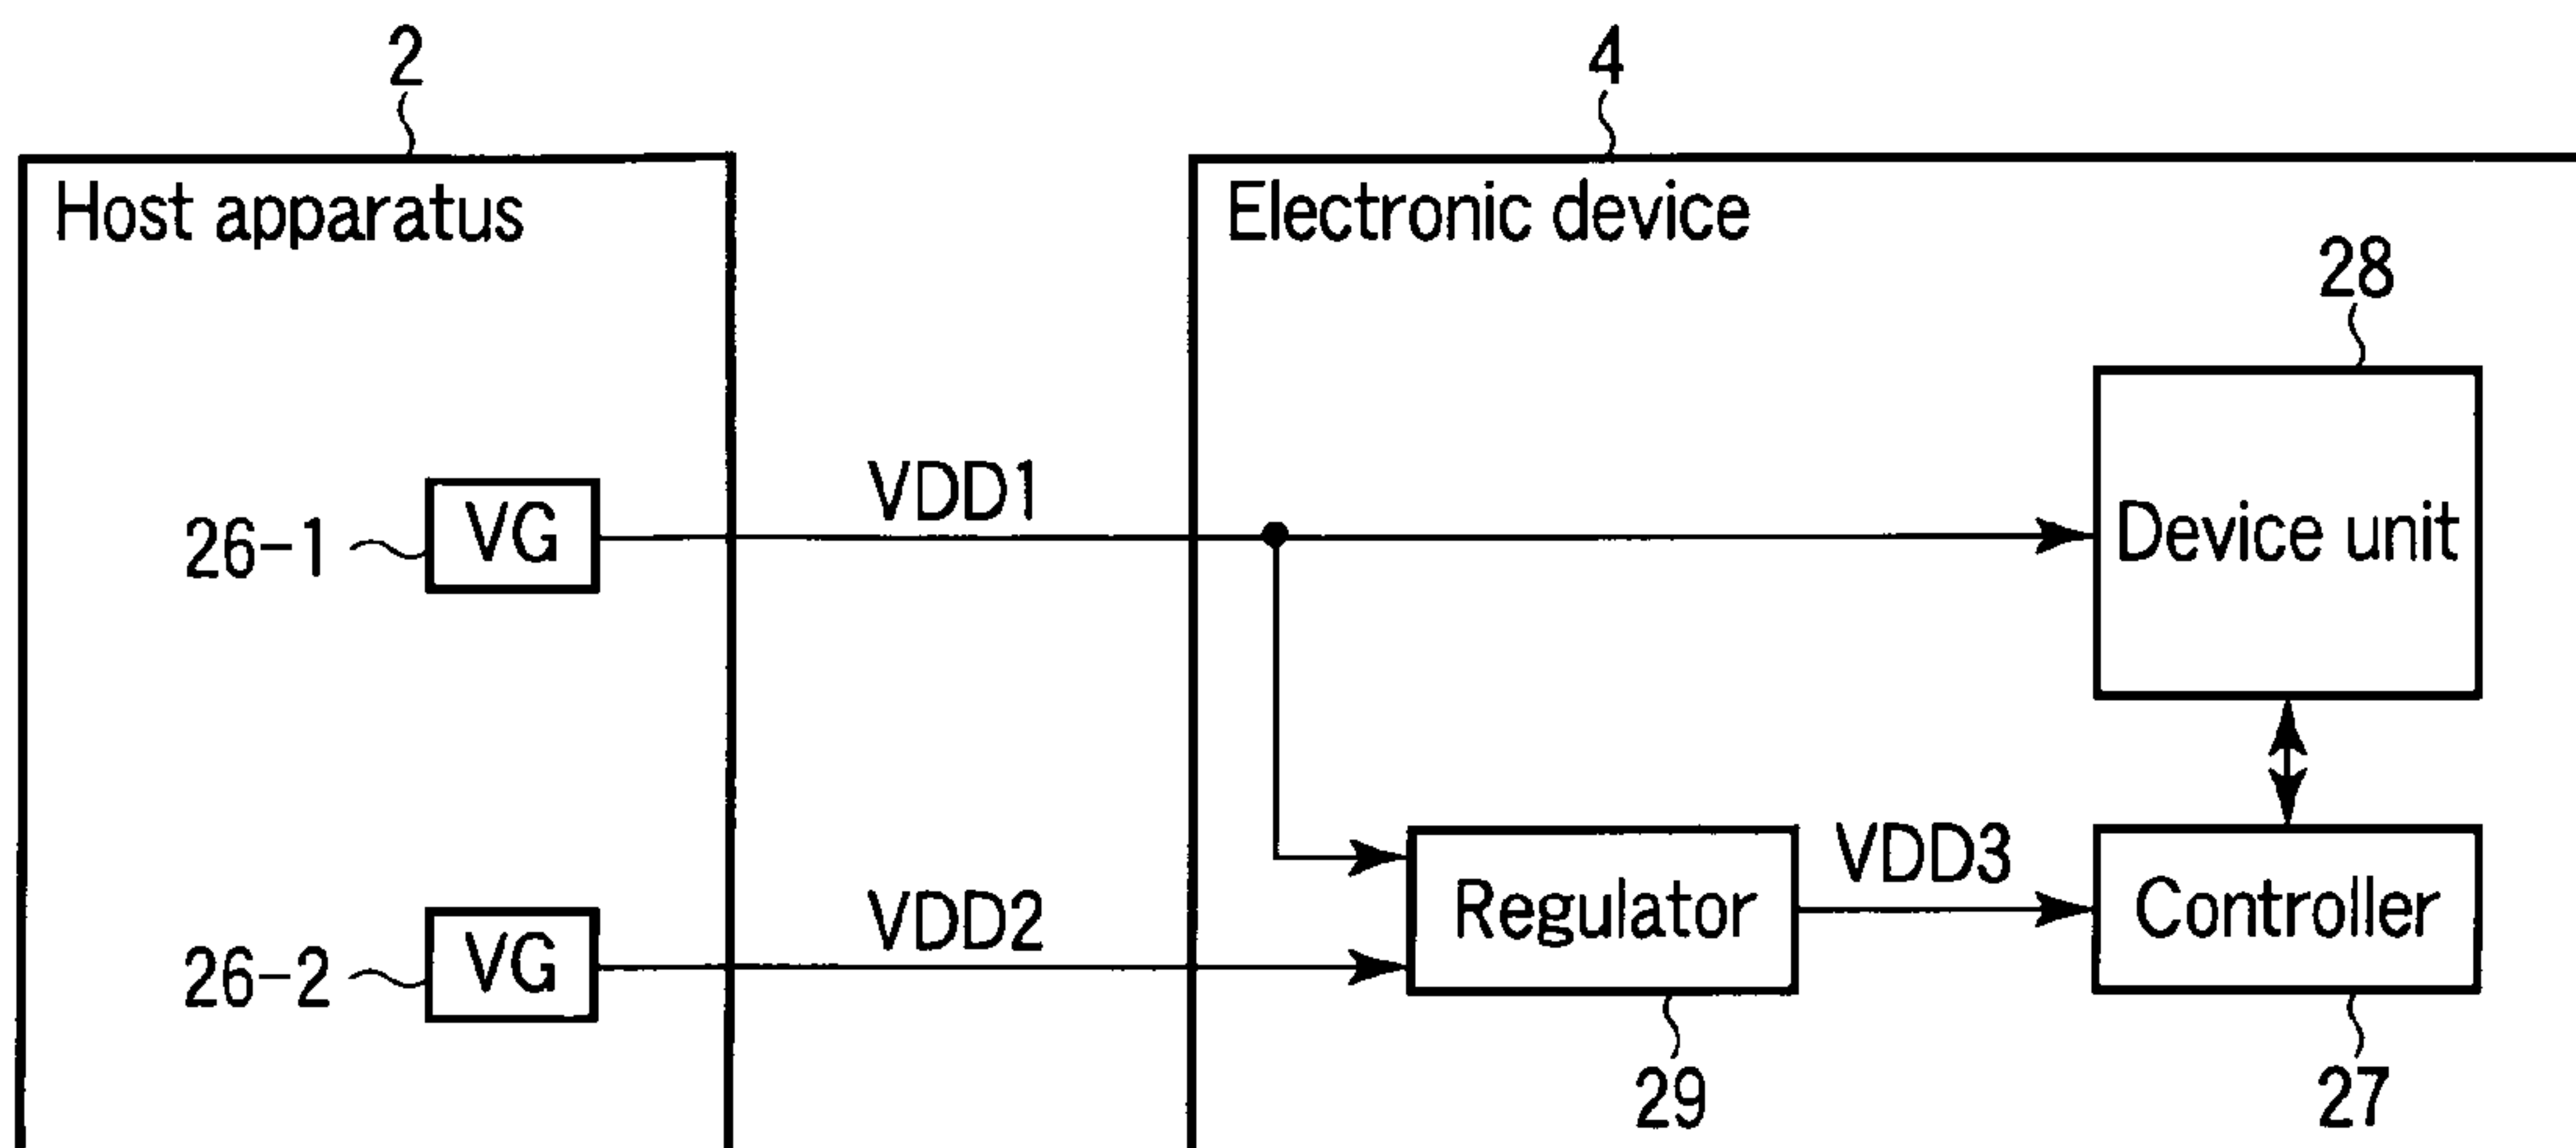 2
4
Host apparatus
Electronic device
28
VDD1
26-1
VG
Device unit
VDD2
VDD3
26-2
VG
Regulator
Controller
29
27